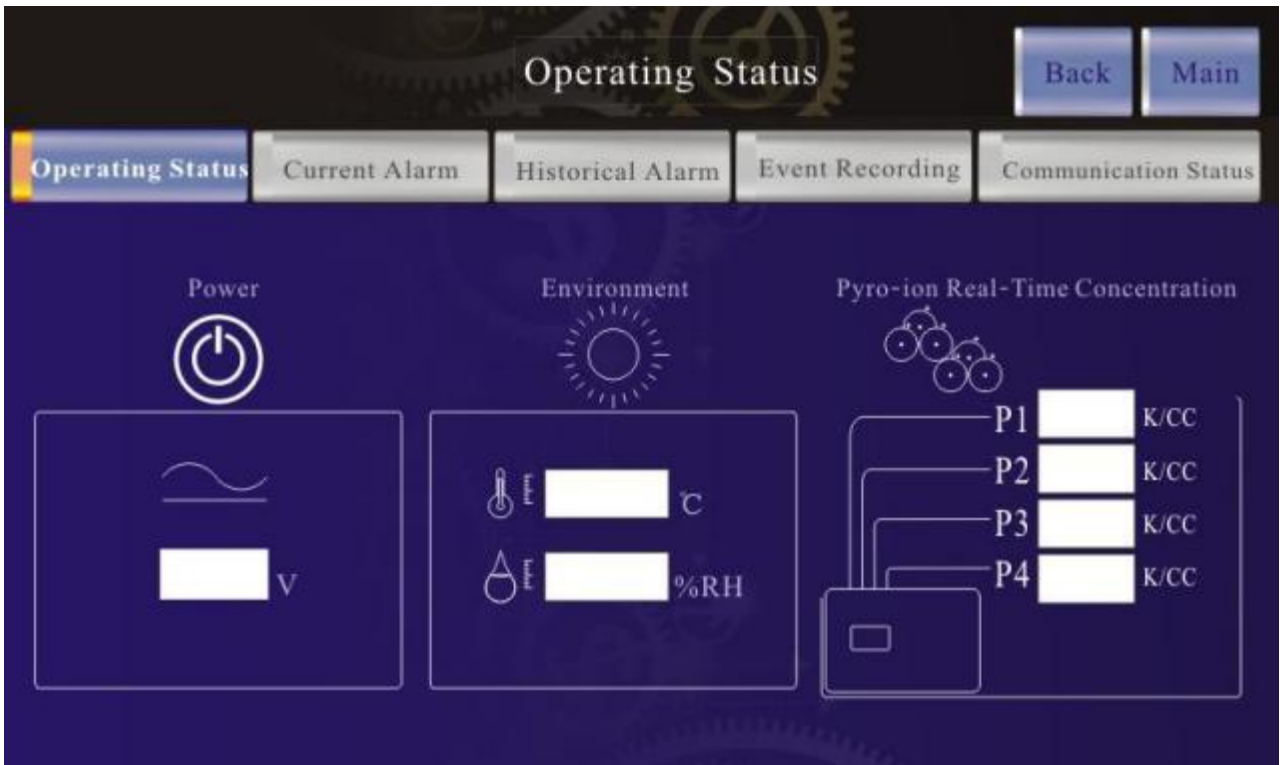 Operating Status
Back
Main
Operating Status
Current Alarm
Historical Alarm
Event Recording
Communication Status
Power
Environment
Pyro-ion Real-Time Concentration
P1 K/CC
P2 K/CC
P3 K/CC
P4 K/CC
℃
V
%RH